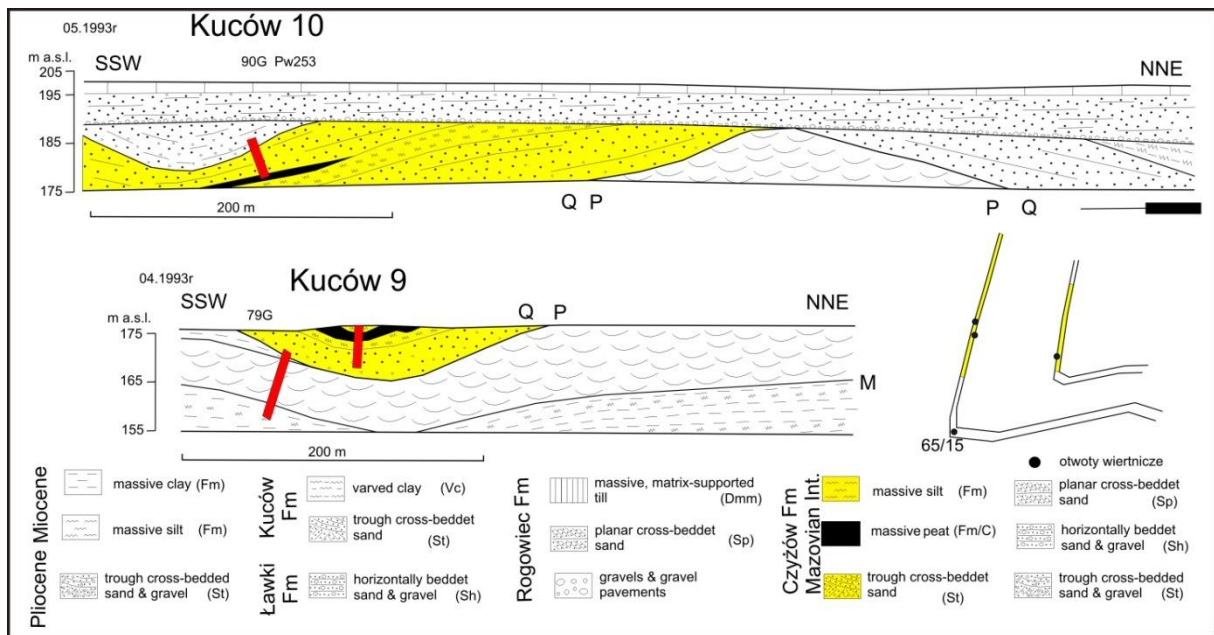 05.1993r
Kuców 10
m a.s.l.
SSW
90G Pw253
NNE
205
195
185
175
Q P
P Q
200 m
04.1993r
Kuców 9
SSW
NNE
m a.s.l.
79G
Q P
175
165
155
M
200 m
65/15
otwoty wiertnicze
Pliocene Miocene
massive clay (Fm)
massive silt (Fm)
trough cross-bedded
sand & gravel (St)
Kuców
Fm
varved clay (Vc)
trough cross-beddet
sand
(St)
Ławki
Fm
horizontally beddet
sand & gravel (Sh)
Rogowiec Fm
massive, matrix-supported
till
(Dmm)
planar cross-beddet
sand (Sp)
gravels & gravel
pavements
Czyżów Fm
Mazovian Int.
massive silt (Fm)
massive peat (Fm/C)
trough cross-beddet
sand
(St)
planar cross-beddet
sand
(Sp)
horizontally beddet
sand & gravel (Sh)
trough cross-bedded
sand & gravel
(St)